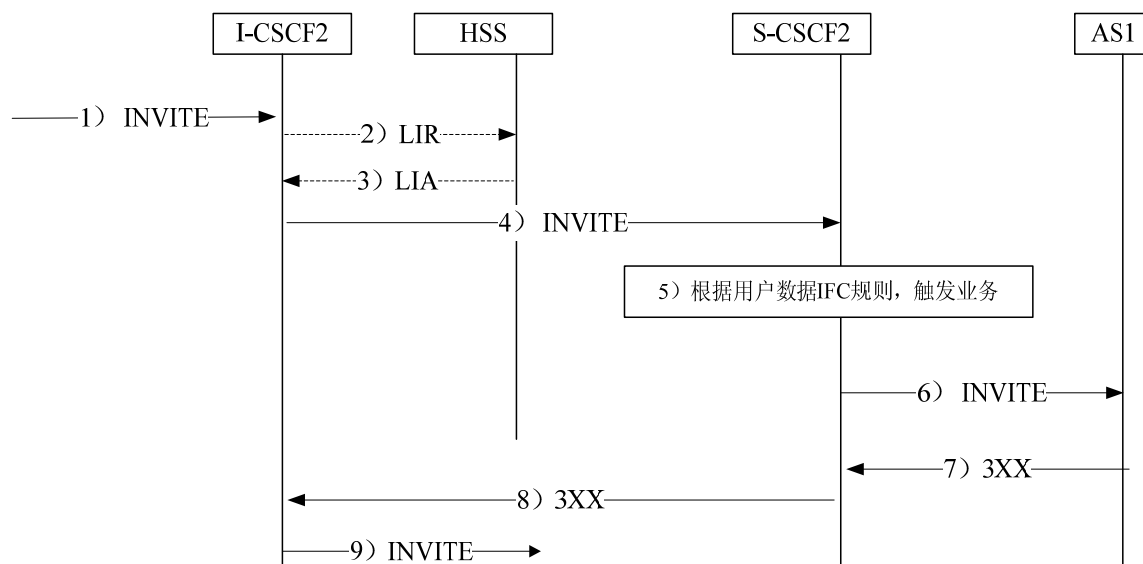 I-CSCF2
HSS
S-CSCF2
AS1
1） INVITE
2）LIR
3）LIA
4） INVITE
5）根据用户数据IFC规则，触发业务
6） INVITE
7）3XX
8）3XX
9）INVITE